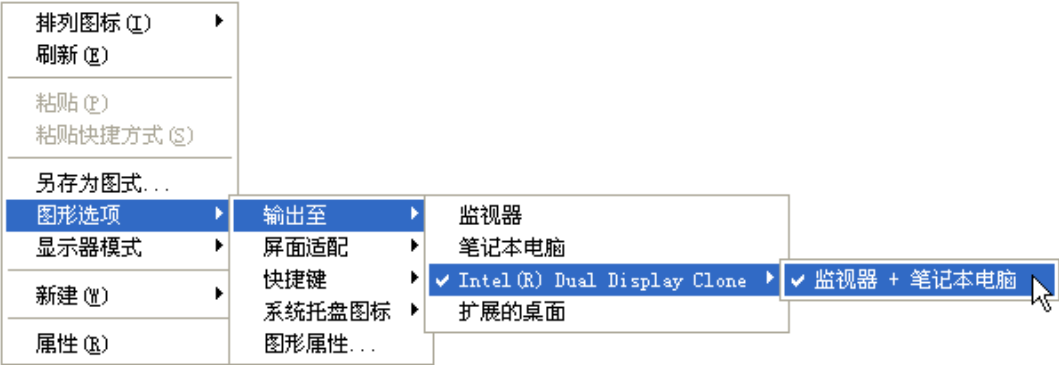 排列图标(I)
刷新(E)
粘贴(P)
粘贴快捷方式(S)
另存为图式...
图形选项
显示器模式
新建(W)
属性(R)
输出至
屏面适配
快捷键
系统托盘图标
图形属性...
监视器
笔记本电脑
Intel(R) Dual Display Clone
扩展的桌面
监视器 + 笔记本电脑